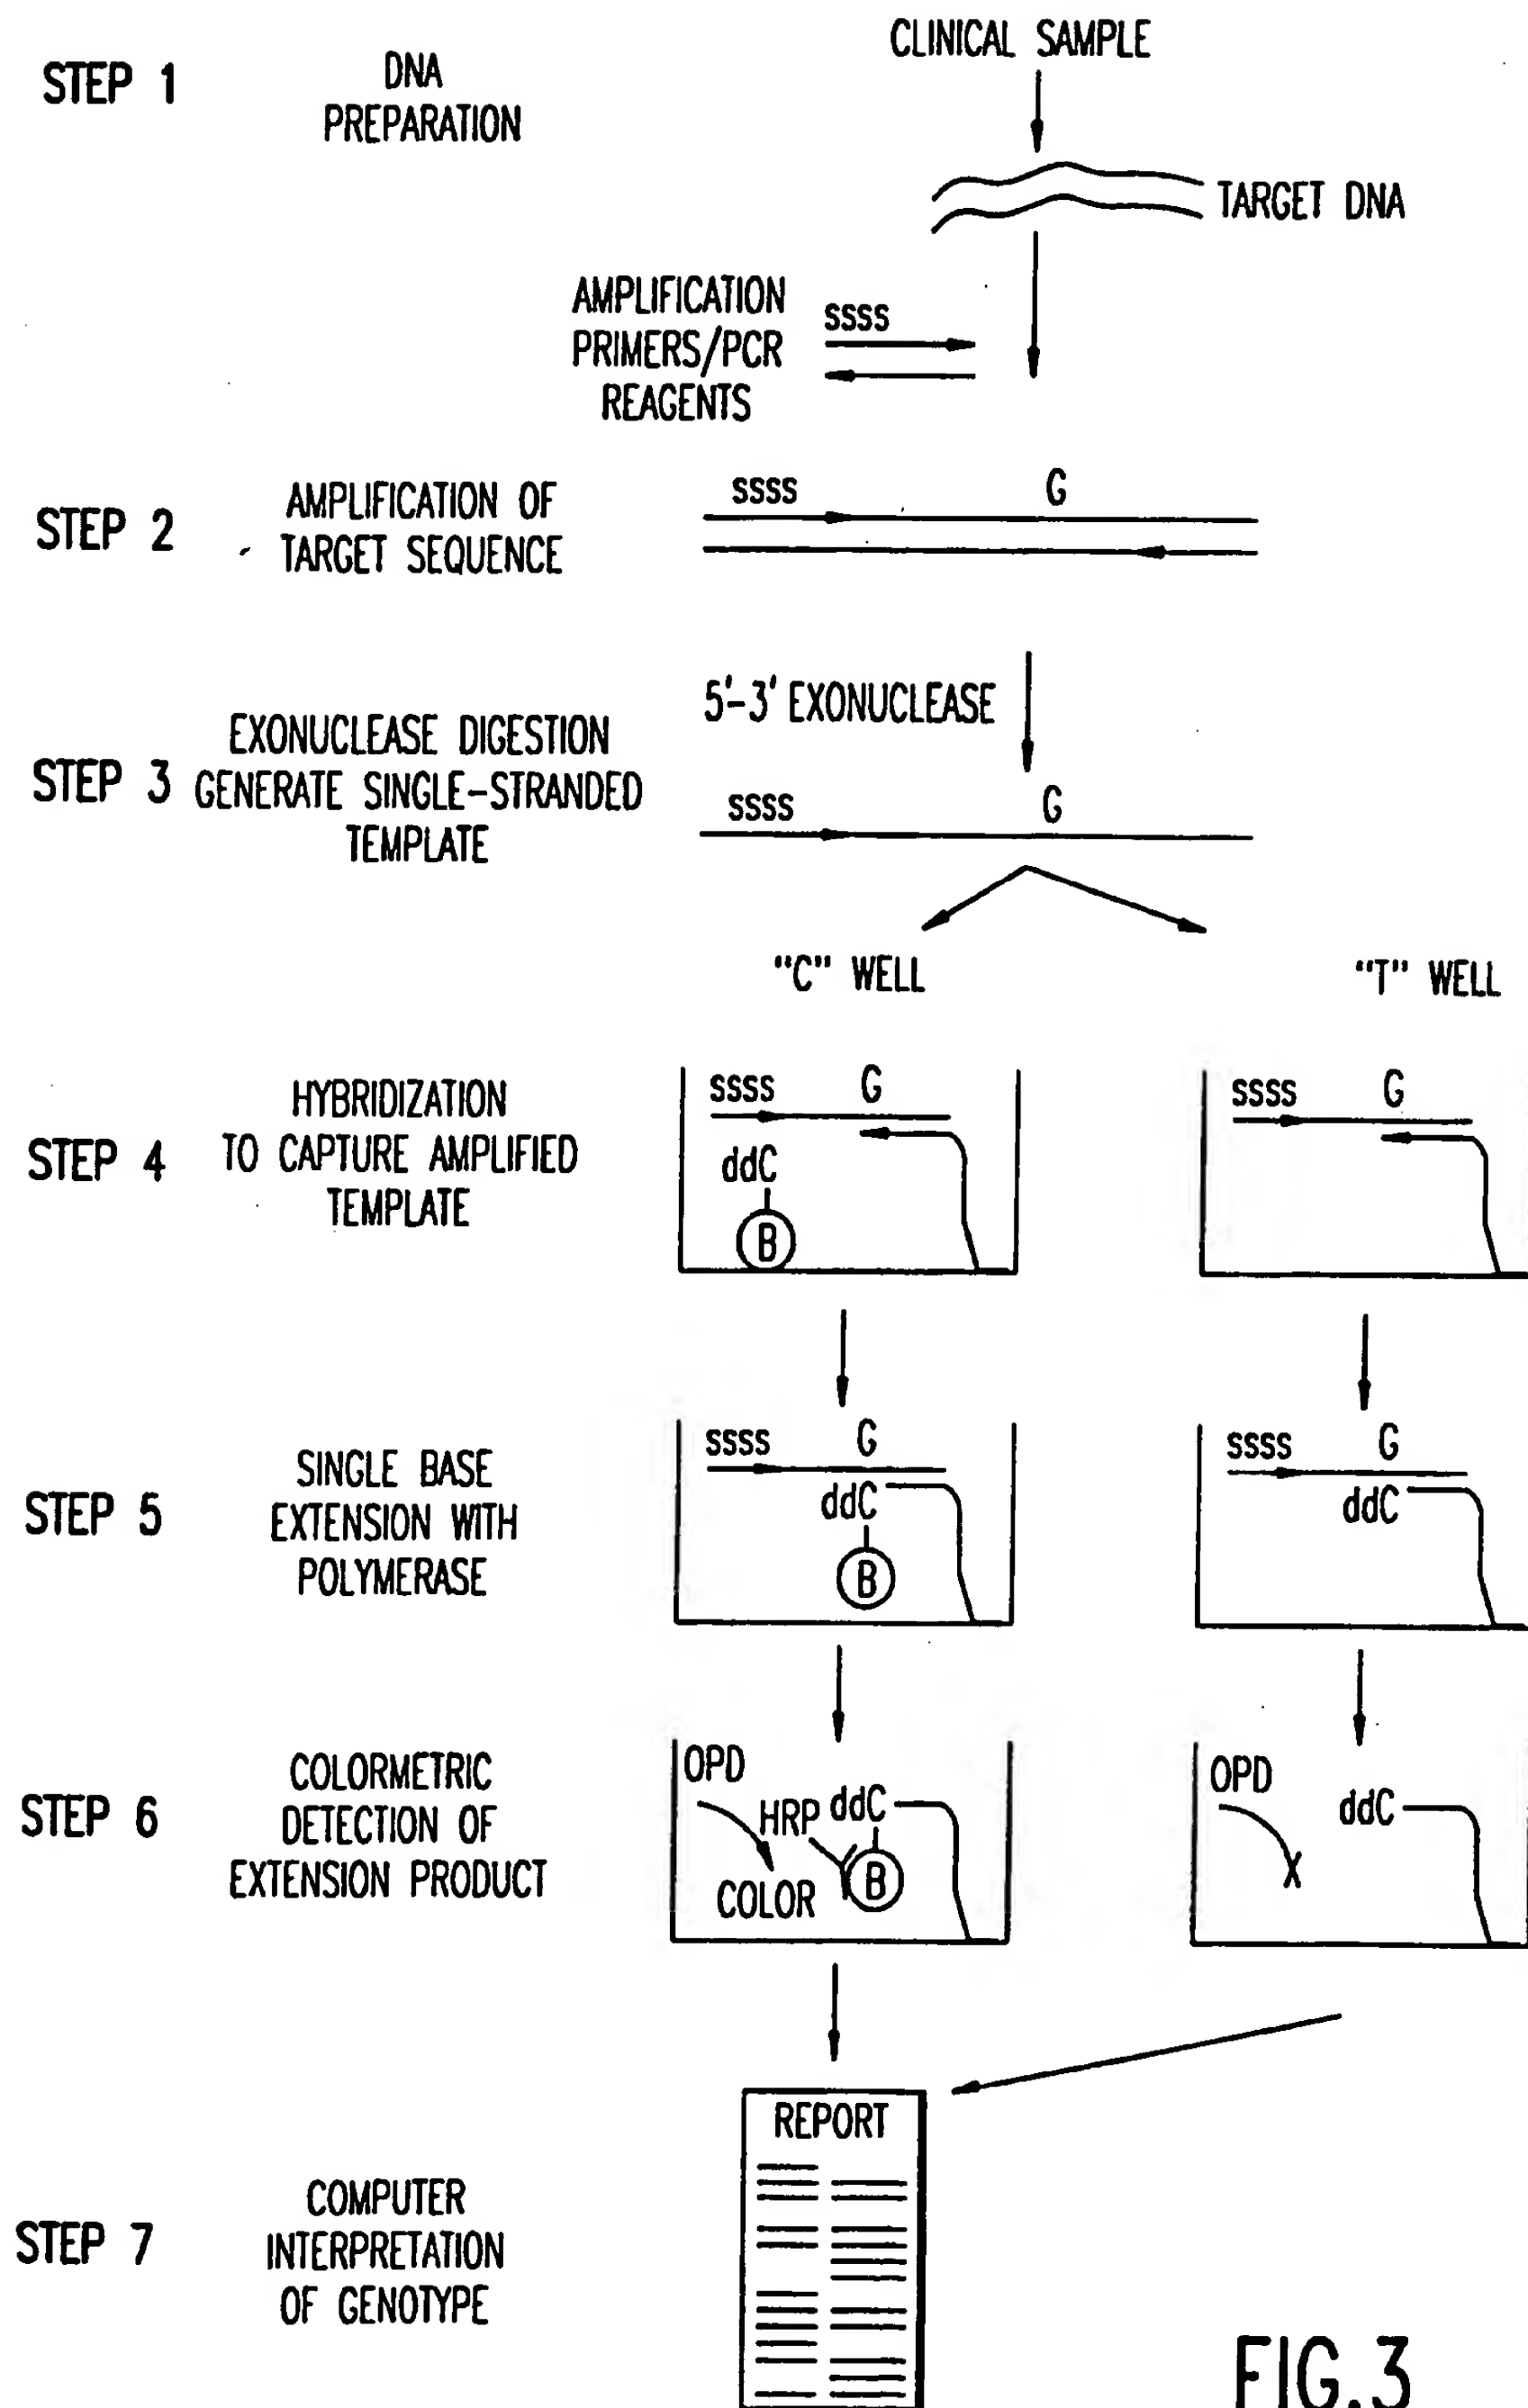 CLINICAL SAMPLE
STEP 1
DNA
PREPARATION
TARGET DNA
AMPLIFICATION
PRIMERS/PCR
REAGENTS
ssss
STEP 2
AMPLIFICATION OF
TARGET SEQUENCE
ssss G
5'-3' EXONUCLEASE
STEP 3
EXONUCLEASE DIGESTION
GENERATE SINGLE-STRANDED
TEMPLATE
ssss G
"C" WELL
"T" WELL
STEP 4
HYBRIDIZATION
TO CAPTURE AMPLIFIED
TEMPLATE
ssss G
ddC
B
ssss G
STEP 5
SINGLE BASE
EXTENSION WITH
POLYMERASE
ssss G
ddC
B
ssss G
ddC
STEP 6
COLORMETRIC
DETECTION OF
EXTENSION PRODUCT
OPD
HRP ddC
COLOR
B
OPD
ddC
X
STEP 7
COMPUTER
INTERPRETATION
OF GENOTYPE
REPORT
FIG.3